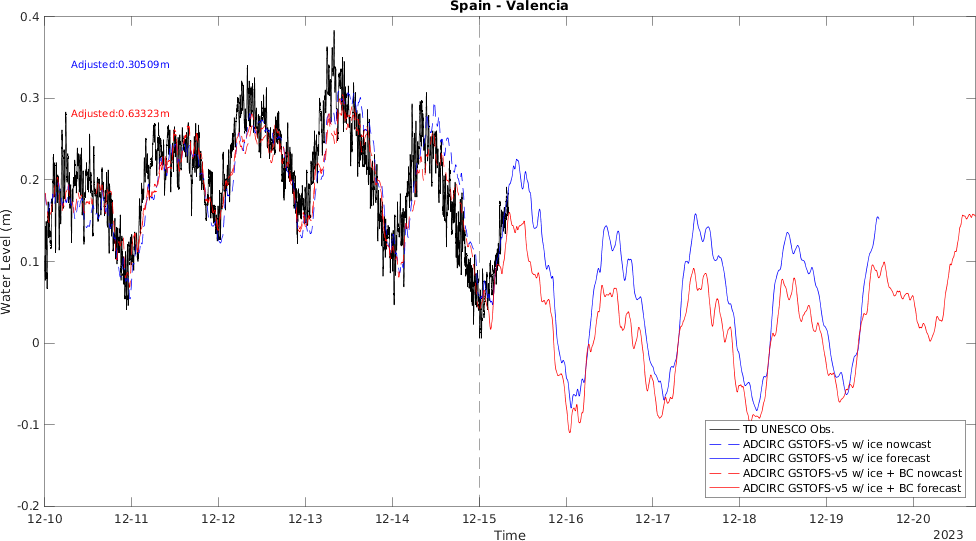 Spain - Valencia
0.4
Adjusted:0.30509m
0.3
Adjusted:0.63323m
0.2
Water Level (m)
0.1
0
-0.1
TD UNESCO Obs.
ADCIRC GSTOFS-v5 w/ ice nowcast
ADCIRC GSTOFS-v5 w/ ice forecast
ADCIRC GSTOFS-v5 w/ ice + BC nowcast
ADCIRC GSTOFS-v5 w/ ice + BC forecast
-0.2
12-10 12-11 12-12 12-13 12-14 12-15 12-16 12-17 12-18 12-19 12-20
Time
2023